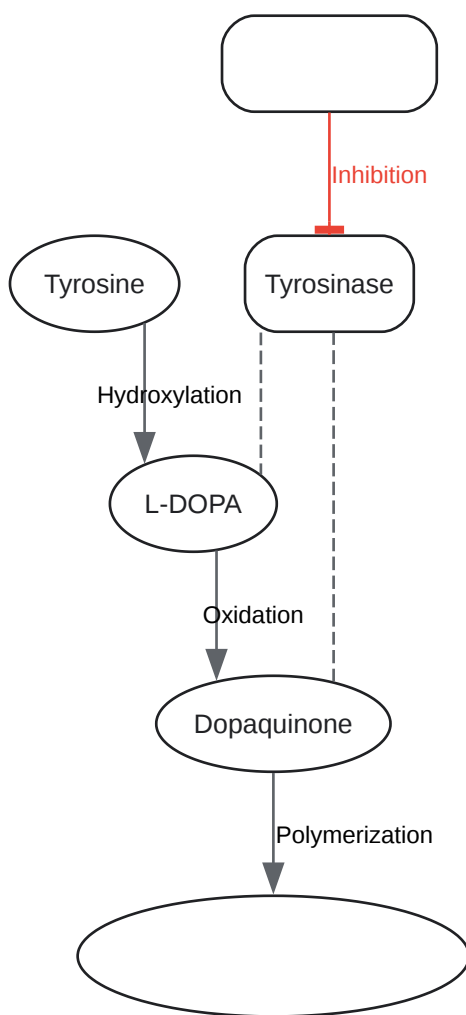 Inhibition
Tyrosine
Tyrosinase
Hydroxylation
L-DOPA
Oxidation
Dopaquinone
Polymerization